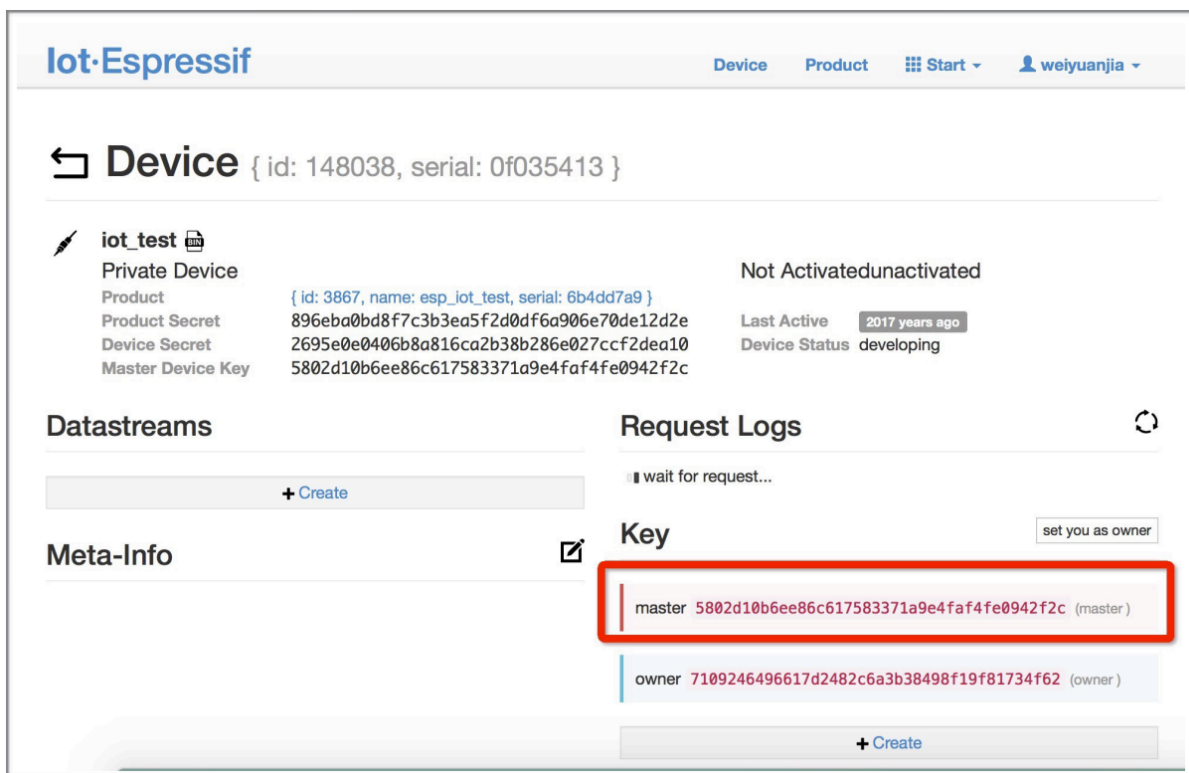 Iot·Espressif
Device Product Start weiyuanjia
Device { id: 148038, serial: 0f035413 }
iot_test BIN
Private Device
Product { id: 3867, name: esp_iot_test, serial: 6b4dd7a9 }
Product Secret 896eba0bd8f7c3b3ea5f2d0df6a906e70de12d2e
Device Secret 2695e0e0406b8a816ca2b38b286e027ccf2dea10
Master Device Key 5802d10b6ee86c617583371a9e4faf4fe0942f2c
Not Activatedunactivated
Last Active 2017 years ago
Device Status developing
Datastreams
+ Create
Meta-Info
Request Logs
wait for request...
Key
set you as owner
master 5802d10b6ee86c617583371a9e4faf4fe0942f2c (master )
owner 7109246496617d2482c6a3b38498f19f81734f62 (owner )
+ Create